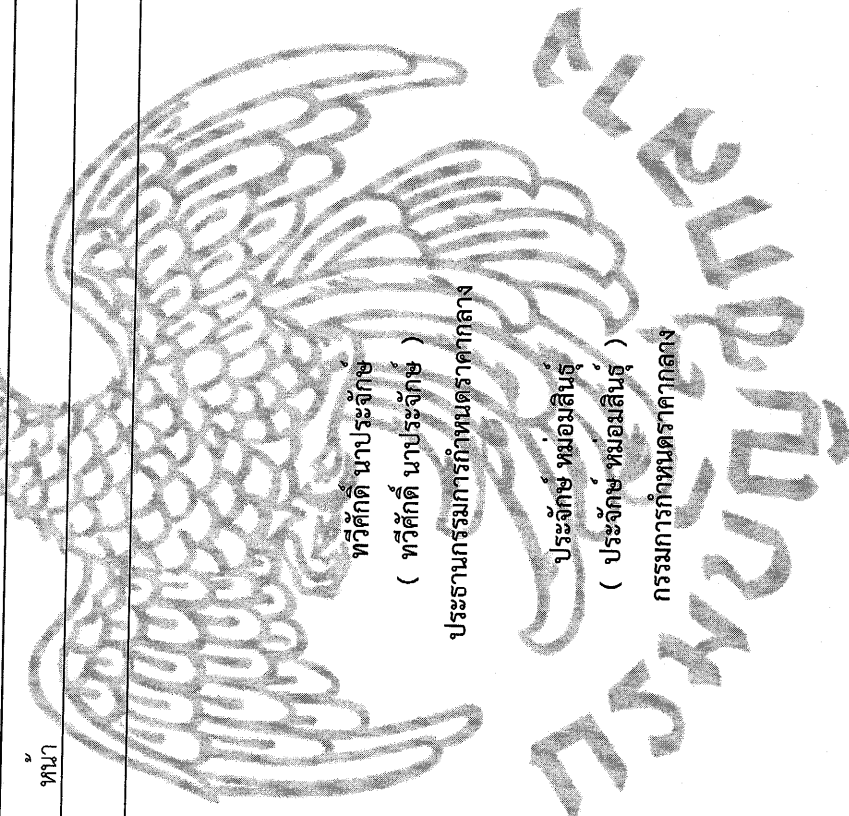 หน้า
ทวีศักดิ์ นาประจักษ์
( ทวีศักดิ์ นาประจักษ์ )
ประธานกรรมการกำหนดราคากลาง
ประจักษ์ หม่อมสินธุ์
( ประจักษ์ หม่อมสินธุ์ )
กรรมการกำหนดราคากลาง